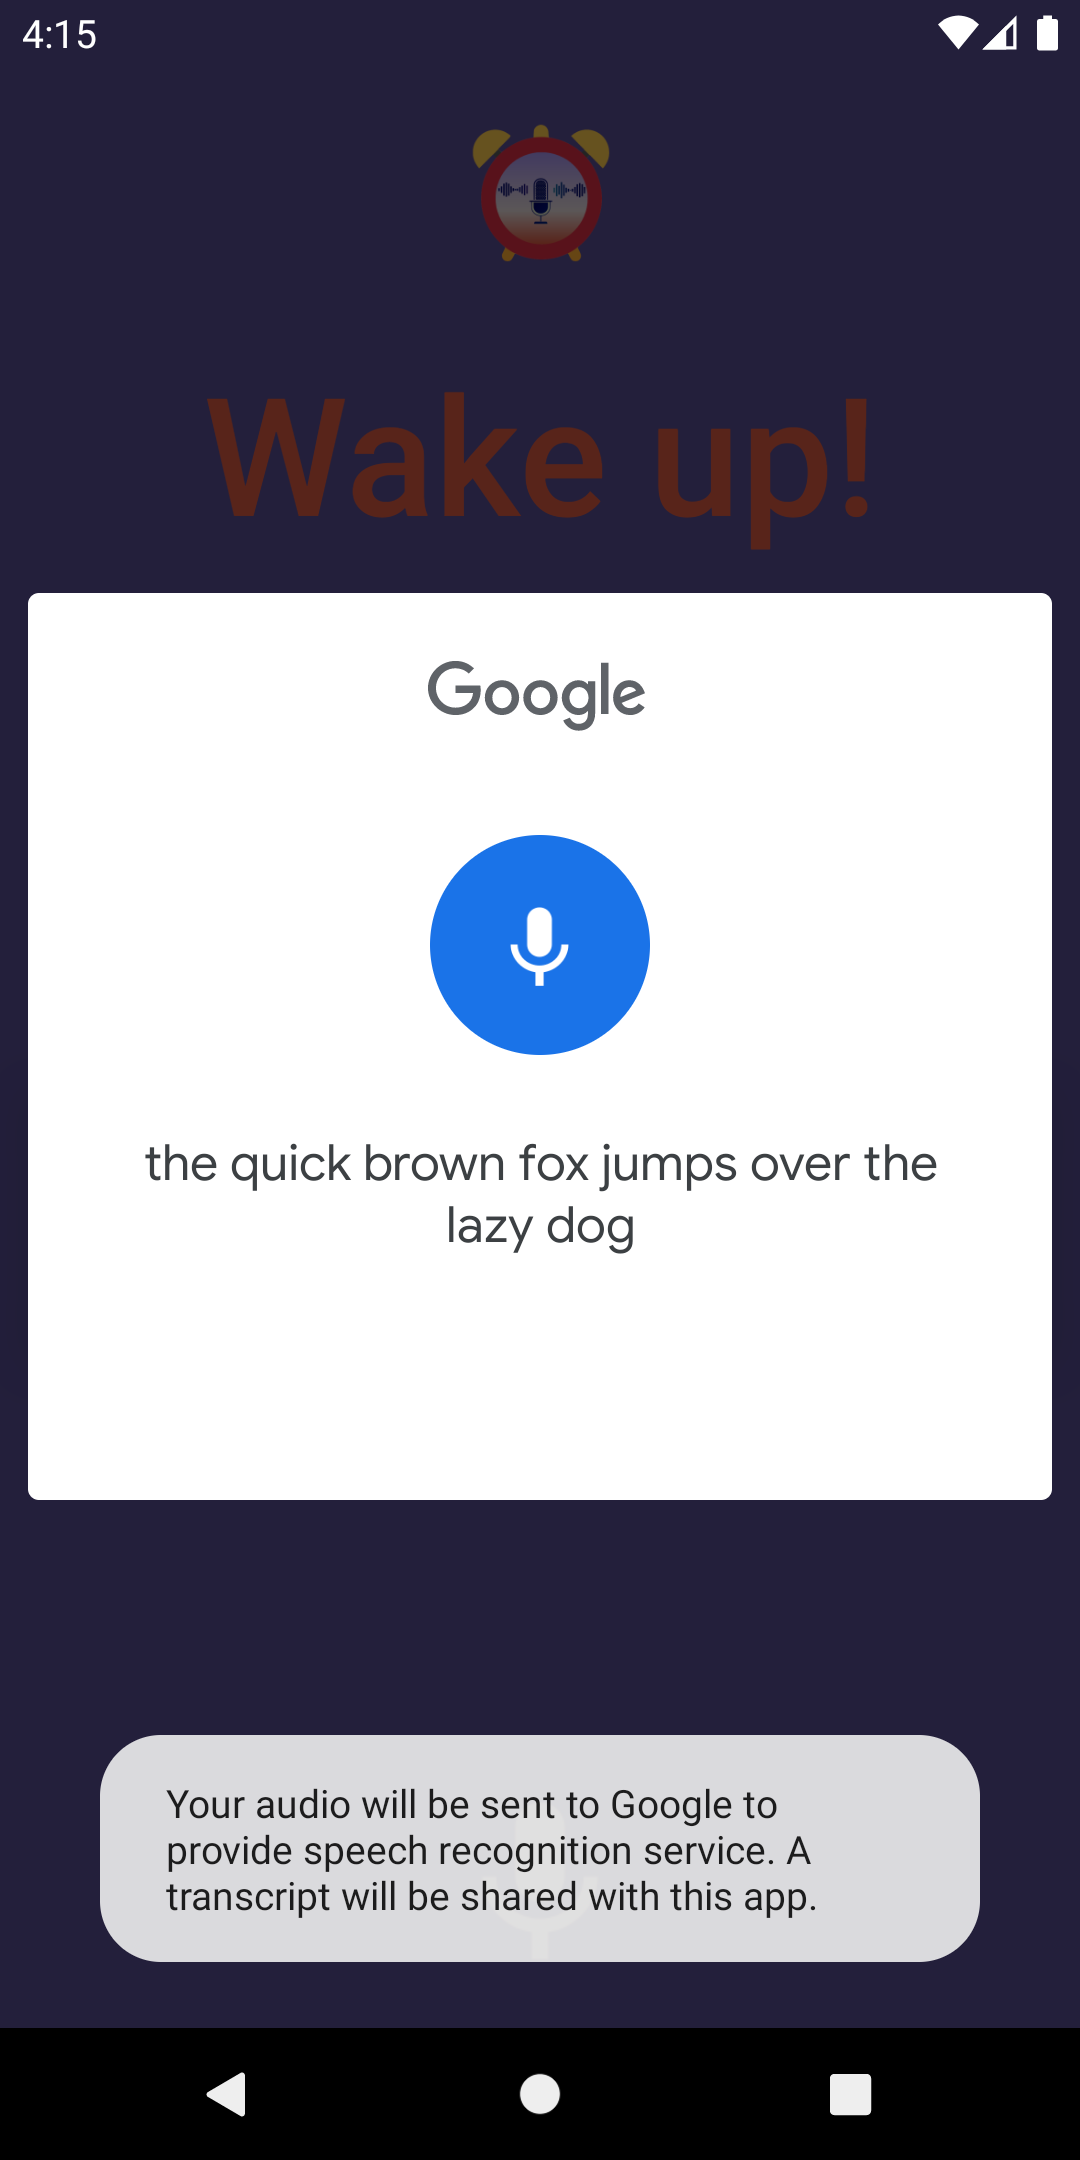 4:15
Wake up!
Google
the quick brown fox jumps over the
lazy dog
Your audio will be sent to Google to
provide speech recognition service. A
transcript will be shared with this app.